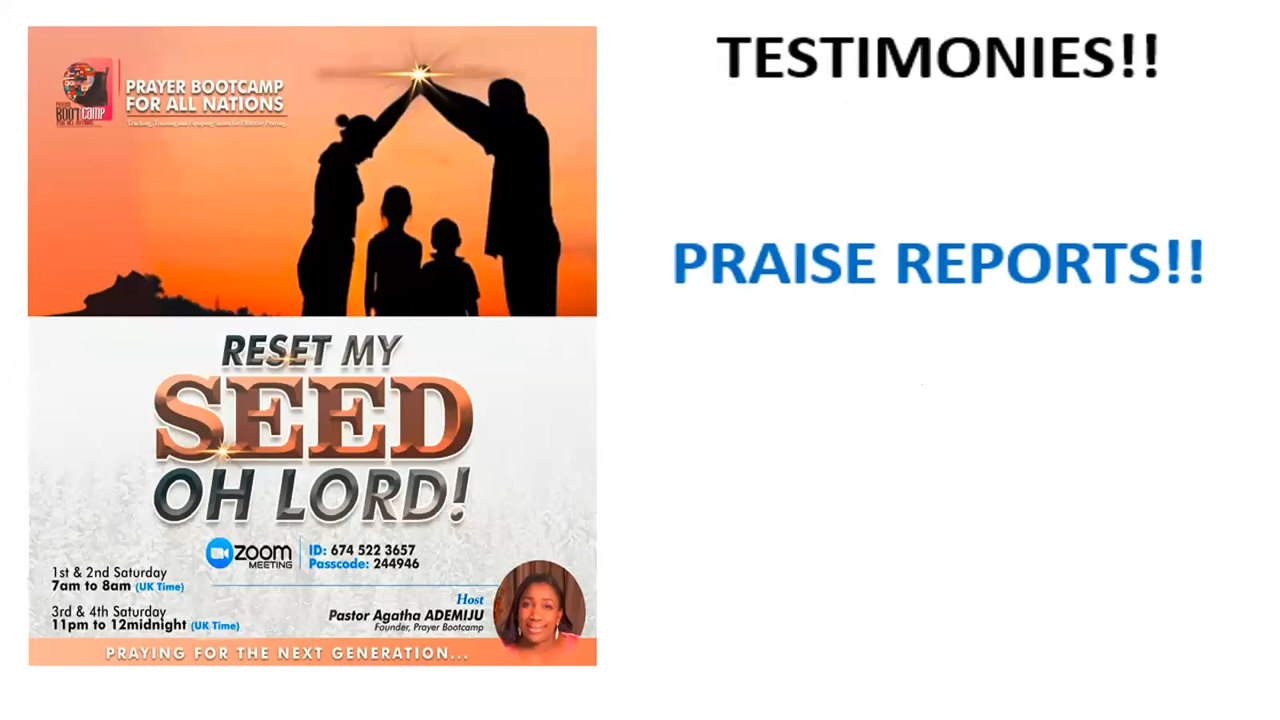 PRAYER BOOTCAMP
FOR ALL NATIONS
BOOTCAMP
RESET MY
SEED
OH LORD!
zoom
MEETING
ID: 674 522 3657
Passcode: 244946
1st & 2nd Saturday
7am to 8am (UK Time)
3rd & 4th Saturday
11pm to 12midnight (UK Time)
Host
Pastor Agatha ADEMIJU
Founder, Prayer Bootcamp
PRAYING FOR THE NEXT GENERATION...
TESTIMONIES!!
PRAISE REPORTS!!